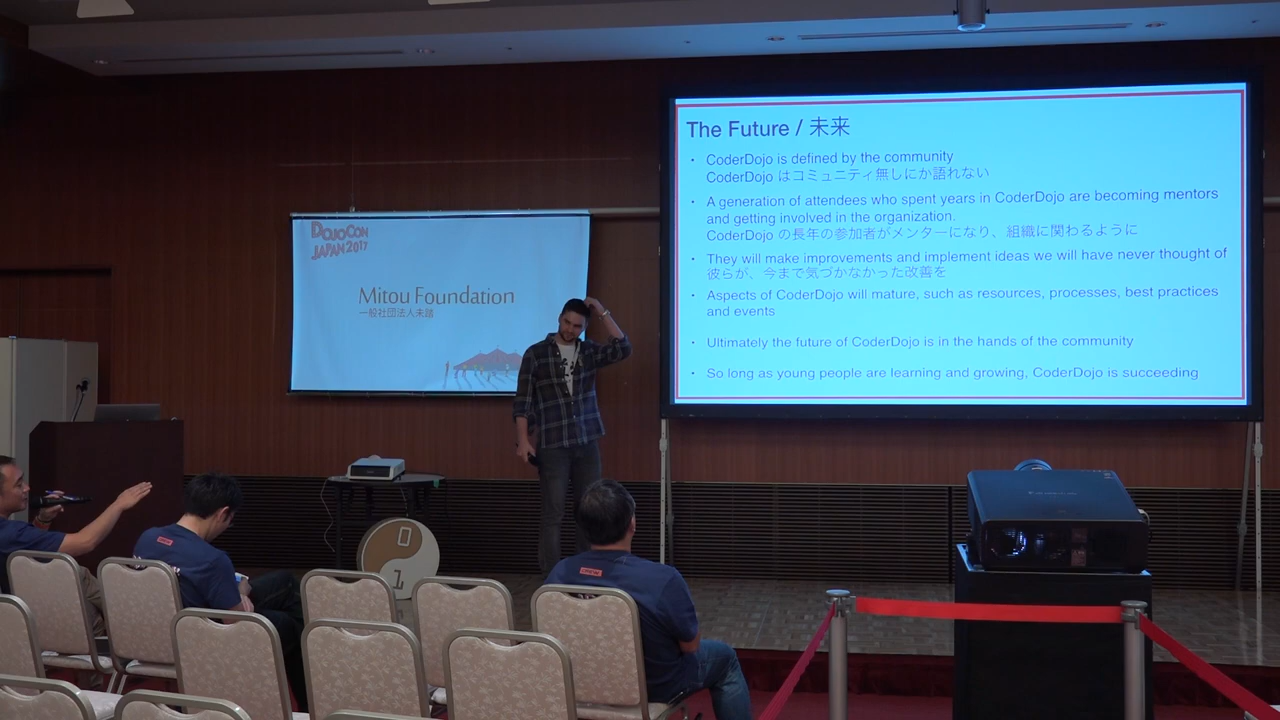 DOJOCON
JAPAN 2017
Mitou Foundation
一般社団法人未踏
The Future / 未来
• CoderDojo is defined by the community
CoderDojo はコミュニティ無しにか語れない
• A generation of attendees who spent years in CoderDojo are becoming mentors
and getting involved in the organization.
CoderDojo の長年の参加者がメンターになり、組織に関わるように
• They will make improvements and implement ideas we will have never thought of
彼らが、今まで気づかなかった改善を
• Aspects of CoderDojo will mature, such as resources, processes, best practices
and events
• Ultimately the future of CoderDojo is in the hands of the community
• So long as young people are learning and growing, CoderDojo is succeeding
0
1